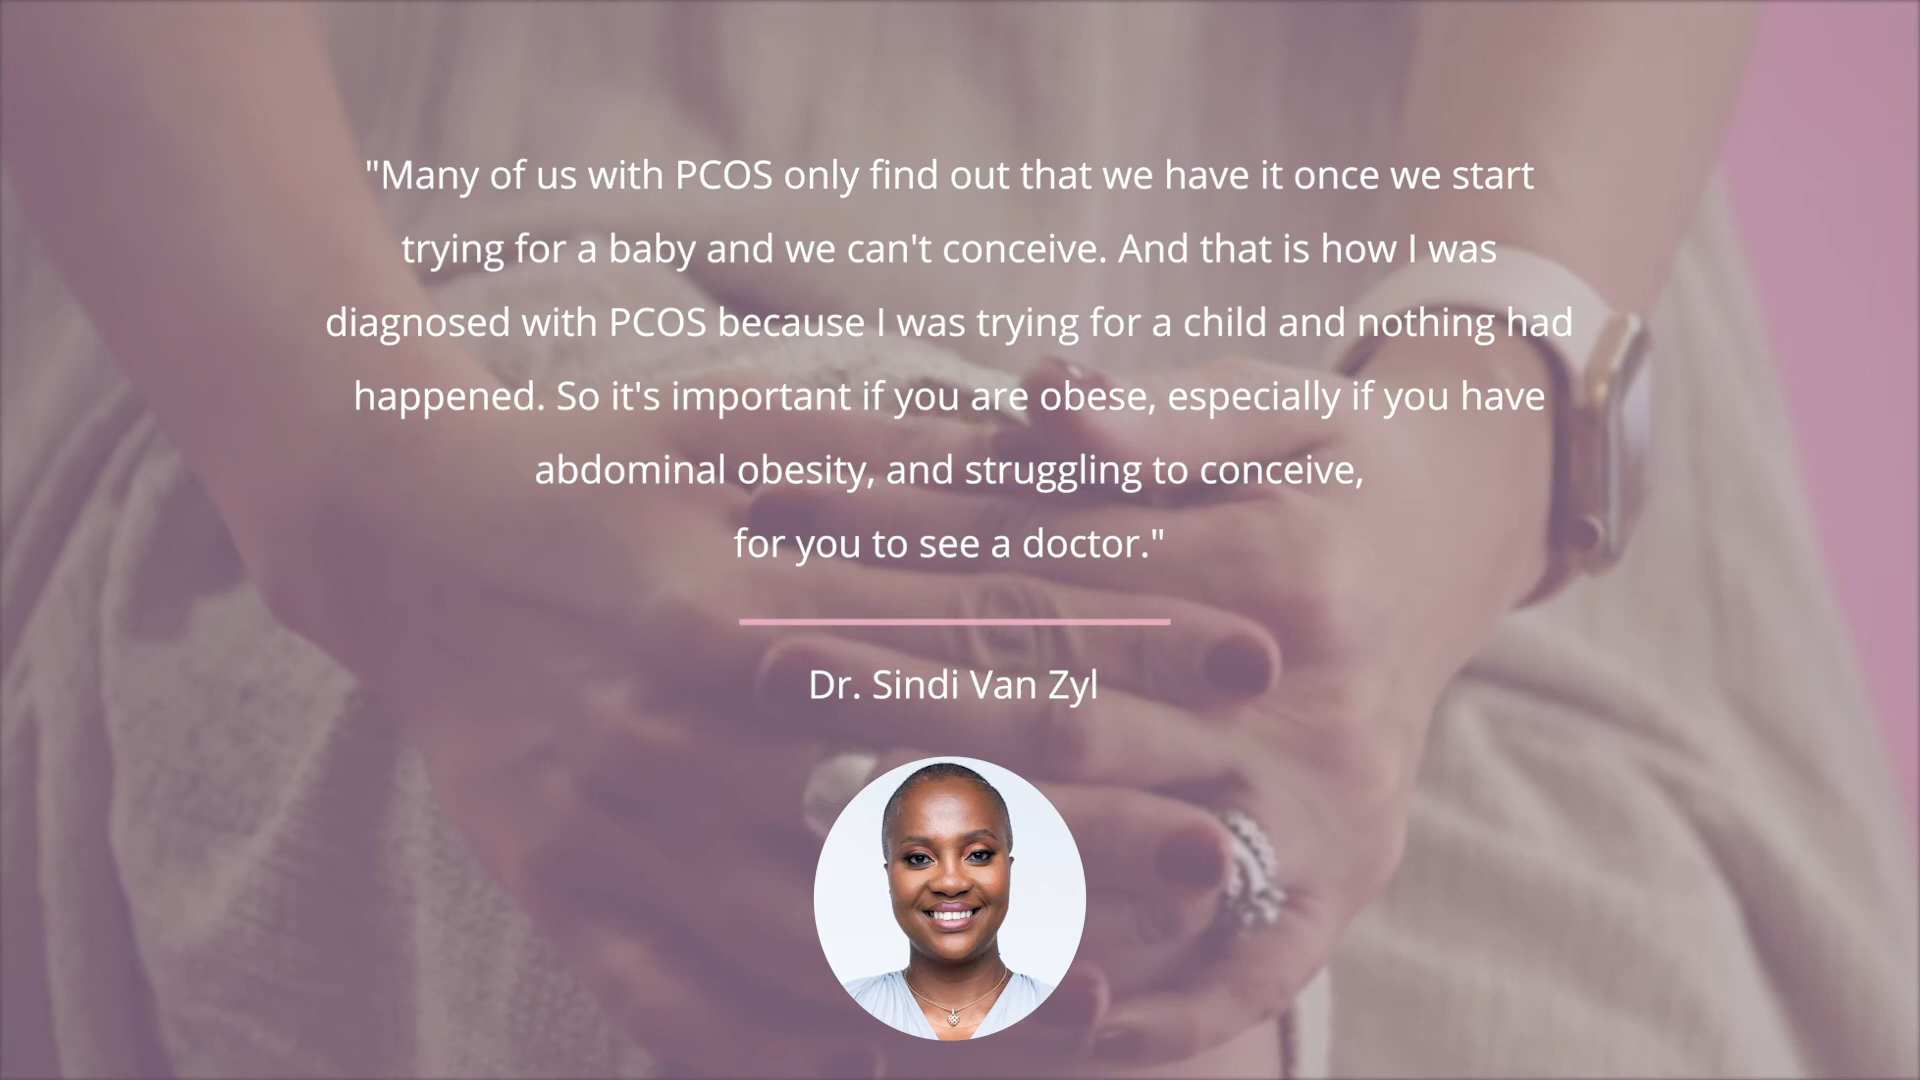 "Many of us with PCOS only find out that we have it once we start
trying for a baby and we can't conceive. And that is how I was
diagnosed with PCOS because I was trying for a child and nothing had
happened. So it's important if you are obese, especially if you have
abdominal obesity, and struggling to conceive,
for you to see a doctor."
Dr. Sindi Van Zyl